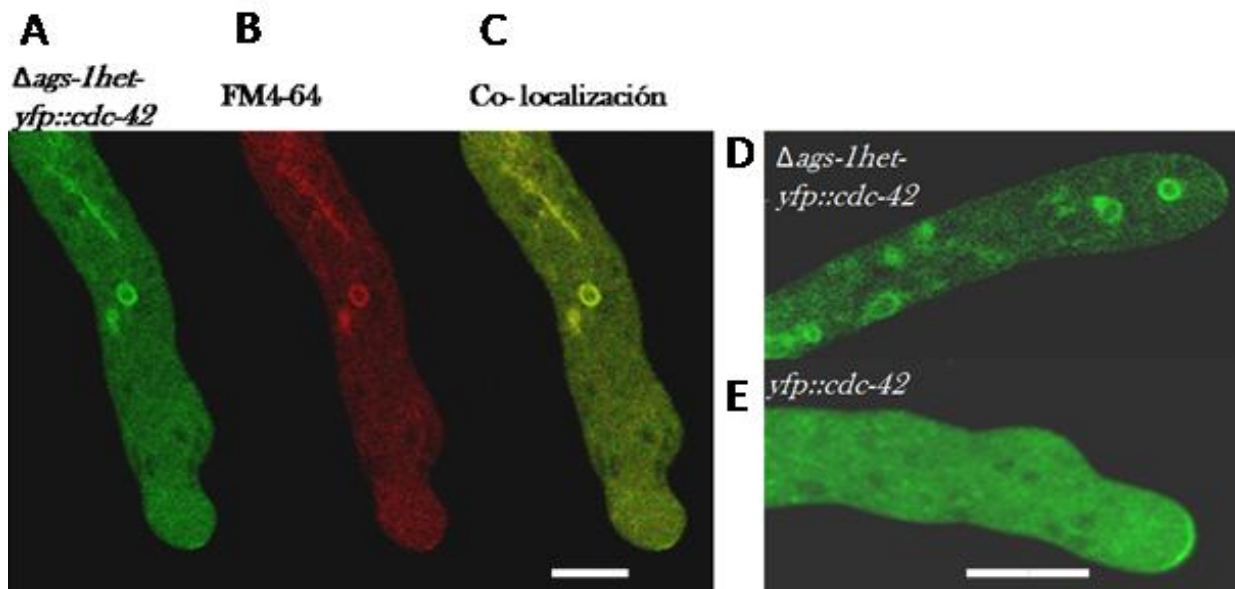 A
B
C
Δags-1het-
yfp::cdc-42
FM4-64
Co- localización
D
Δags-1het-
yfp::cdc-42
E
yfp::cdc-42